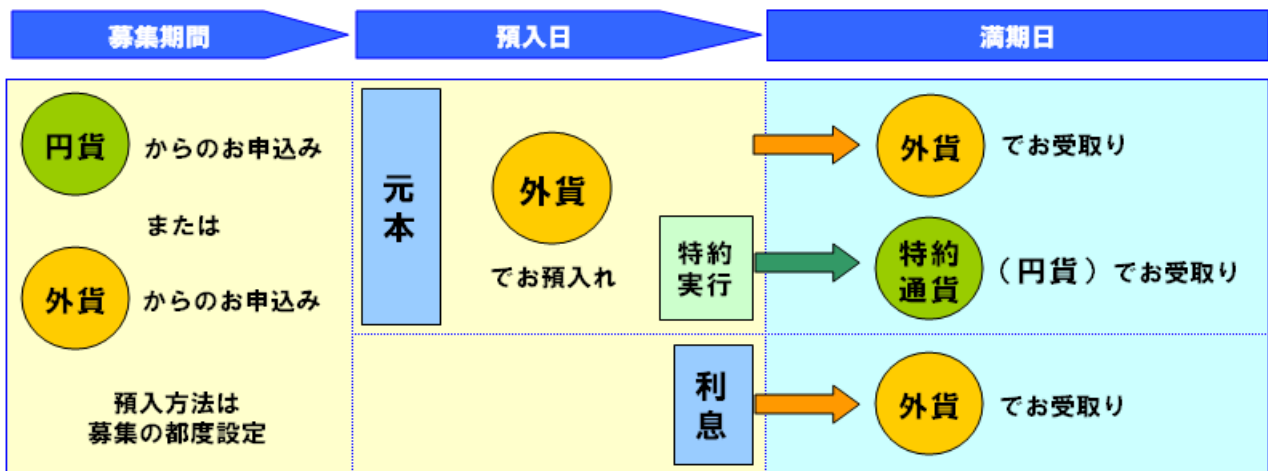 募集期間
預入日
満期日
円貨 からのお申込み
または
外貨 からのお申込み
預入方法は
募集の都度設定
元
本
外貨
でお預入れ
特約
実行
外貨 でお受取り
特約
通貨
(円貨)でお受取り
利
息
外貨 でお受取り